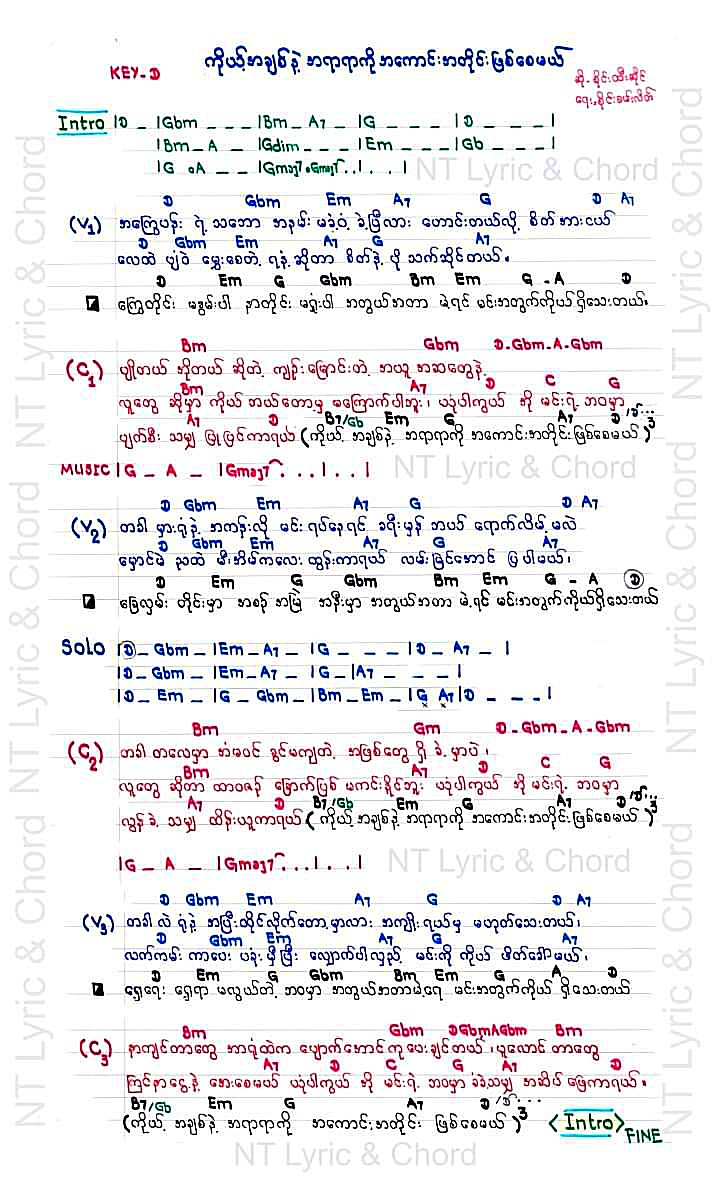 ကိုယ့်အချစ်နဲ့ အရာရာကို အကောင်းအတိုင်းဖြစ်စေမယ်
KEY-D
ဆို-စိုင်းထီးဆိုင်
ရေး-စိုင်းခမ်းလိတ်
Intro |D _ |Gbm _ _ _ |Bm _ A7 _ |G _ _ _ |D _ _ _ |
|Bm _ A _ |Gdim _ _ _ |Em _ _ _ |Gb _ _ _ |
|G . A _ _ |Gmaj7 . Gmaj7 . . | . . |
NT Lyric & Chord
D Gbm Em A7 G D A7
(V1) အကြွေပန်း ရဲ့ သဘော အနမ်း မခံ့ဝံ့ ခဲ့ပြီလား ဟောင်းတယ်လို့ စိတ်အားငယ်
D Gbm Em A7 G A7
လေထဲ ပျံ့ဝဲ မွှေးစေတဲ့ ရနံ့ ဆိုတာ စိတ်နဲ့ ပို သက်ဆိုင်တယ်။
D Em G Gbm Bm Em G - A D
ကြွေတိုင်း မနွမ်းပါ နာတိုင်း မရှုံးပါ အတွယ်အတာ မဲ့ရင် မင်းအတွက်ကိုယ်ရှိသေးတယ်။
Bm Gbm D-Gbm-A-Gbm
(C1) ပျိုတယ် အိုတယ် ဆိုတဲ့ ကျဉ်းမြောင်းတဲ့ အယူ အဆတွေနဲ့
Bm A7 D C G
လူတွေ ဆိုမှာ ကိုယ် ဘယ်တော့မှ မကြောက်ပါဘူး၊ ယုံပါကွယ် အို မင်းရဲ့ ဘဝမှာ
A7 D B7/Gb Em G A7 D
ပျက်စီး သမျှ ပြုပြင်ကာရယ် (ကိုယ့် အချစ်နဲ့ အရာရာကို အကောင်းအတိုင်းဖြစ်စေမယ်)3
Music |G _ A _ |Gmaj7 . . . | . . . |
NT Lyric & Chord
D Gbm Em A7 G D A7
(V2) တခါ မှားရုံနဲ့ အကန်းလို မင်းရပ်နေရင် ခရီးမှန် ဘယ် ရောက်လိမ့်မလဲ
D Gbm Em A7 G A7
မှောင်မဲ ညထဲ မီးအိမ်ကလေး ထွန်းကာရယ် လမ်းမြင်အောင် ပြပါမယ်၊
D Em G Gbm Bm Em G - A D
ခြေလှမ်း တိုင်းမှာ အစဉ် အမြဲ အနီးမှာ အတွယ်အတာ မဲ့ရင် မင်းအတွက်ကိုယ်ရှိသေးတယ်
Solo |D _ Gbm _ |Em _ A7 _ |G _ _ _ |D _ A7 _ |
|D _ Gbm _ |Em _ A7 _ |G _ |A7 _ _ _ |
|D _ Em _ |G _ Gbm _ |Bm _ Em _ |G A7 |D _ _ _ |
Bm Gm D-Gbm-A-Gbm
(C2) တခါ တလေမှာ အံမဝင် ခွင်မကျတဲ့ အဖြစ်တွေ ရှိ ခဲ့ မှာပဲ၊
Bm A7 D C G
လူတွေ ဆိုတာ ထာဝစဉ် ဖြောက်ပြစ် မကင်းနိုင်ဘူး ယုံပါကွယ် အို မင်းရဲ့ ဘဝမှာ
A7 D B7/Gb Em G A7 D
လွန်ခဲ့ သမျှ ထိန်းယူကာရယ် (ကိုယ့် အချစ်နဲ့ အရာရာကို အကောင်းအတိုင်းဖြစ်စေမယ်)3
|G _ A _ |Gmaj7 . . . | . . |
NT Lyric & Chord
D Gbm Em A7 G D A7
(V3) တခါ လဲ ရုံနဲ့ အပြီးထိုင်လိုက်တော့မှာလား အကျိုးရယ်မှ မဟုတ်သေးတယ်၊
D Gbm Em A7 G A7
လက်ကမ်း ကာပေး ပခုံးမှီပြီး လျှောက်ပါလှည့် မင်းကို ကိုယ် ဖိတ်ခေါ်မယ်၊
D Em G Gbm Bm Em G A D
ရှေ့ရေး ရှေ့ရာ မလွယ်တဲ့ ဘဝမှာ အတွယ်အတာမဲ့ရေ မင်းအတွက်ကိုယ် ရှိသေးတယ်
Bm Gbm DGbmAGbm Bm
(C3) နာကျင်တာတွေ အာရုံထဲက ပျောက်အောင်ကုပေးချင်တယ်၊ပူလောင် တာတွေ
A7 D C G A7 D
ကြင်နာငွေ့နဲ့ အေးစေမယ် ယုံပါကွယ် အို မင်းရဲ့ ဘဝမှာ ခံခဲ့သမျှ အဆိပ် ဖြေကာရယ်။
B7/Gb Em G A7 D
(ကိုယ့် အချစ်နဲ့ အရာရာကို အကောင်းအတိုင်း ဖြစ်စေမယ်)3 <Intro> FINE
NT Lyric & Chord